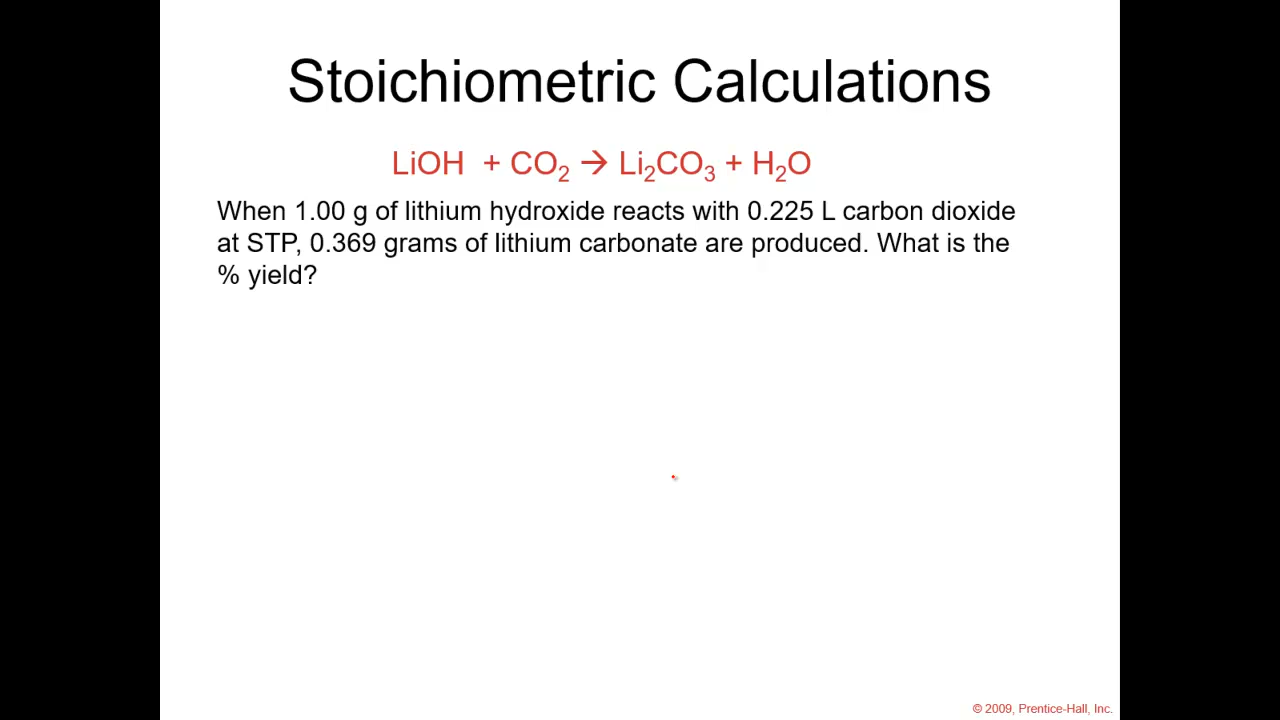 Stoichiometric Calculations
LiOH + CO₂ → Li₂CO₃ + H₂O
When 1.00 g of lithium hydroxide reacts with 0.225 L carbon dioxide
at STP, 0.369 grams of lithium carbonate are produced. What is the
% yield?
© 2009, Prentice-Hall, Inc.